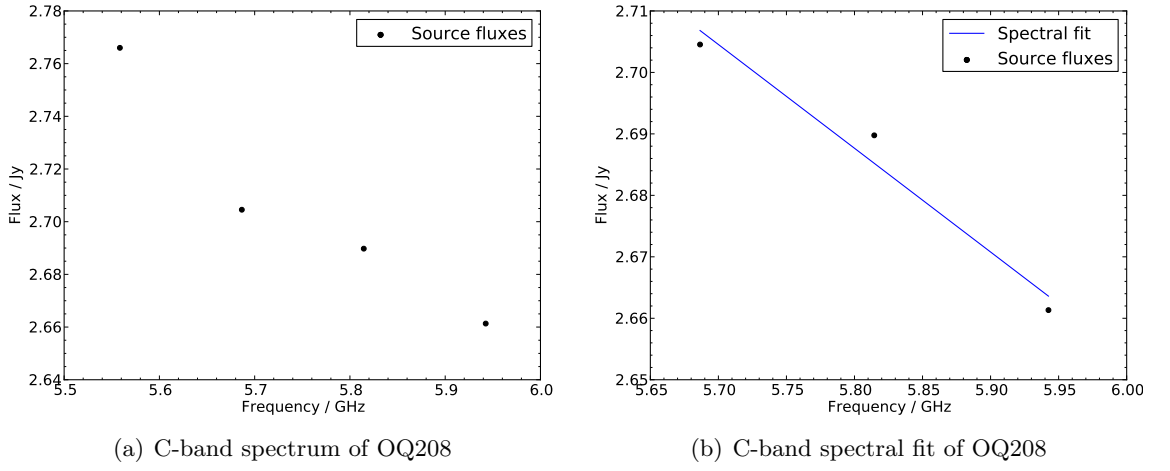 2.78
2.76
2.74
2.72
2.70
2.68
2.66
2.64
Flux / Jy
Source fluxes
5.5 5.6 5.7 5.8 5.9 6.0
Frequency / GHz
(a) C-band spectrum of OQ208
2.71
2.70
2.69
2.68
2.67
2.66
2.65
Flux / Jy
Spectral fit
Source fluxes
5.65 5.70 5.75 5.80 5.85 5.90 5.95 6.00
Frequency / GHz
(b) C-band spectral fit of OQ208